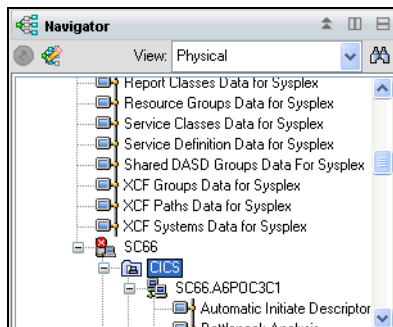 Navigator
View: Physical
Report Classes Data for Sysplex
Resource Groups Data for Sysplex
Service Classes Data for Sysplex
Service Definition Data for Sysplex
Shared DASD Groups Data For Sysplex
XCF Groups Data for Sysplex
XCF Paths Data for Sysplex
XCF Systems Data for Sysplex
SC66
CICS
SC66.A6POC3C1
Automatic Initiate Descriptor
Bottleneck Analysis